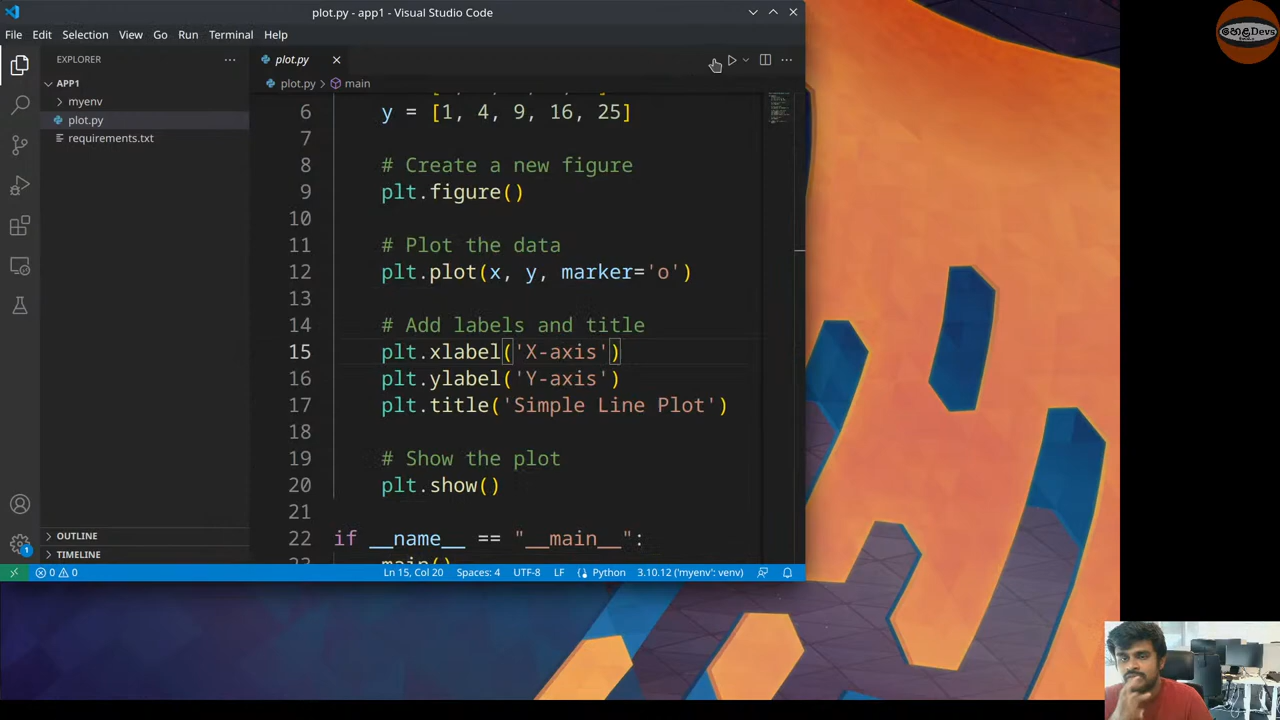 plot.py - app1 - Visual Studio Code
File Edit Selection View Go Run Terminal Help
EXPLORER
APP1
myenv
plot.py
requirements.txt
OUTLINE
TIMELINE
plot.py
plot.py > main
6 y = [1, 4, 9, 16, 25]
7
8 # Create a new figure
9 plt.figure()
10
11 # Plot the data
12 plt.plot(x, y, marker='o')
13
14 # Add labels and title
15 plt.xlabel('X-axis')
16 plt.ylabel('Y-axis')
17 plt.title('Simple Line Plot')
18
19 # Show the plot
20 plt.show()
21
22 if __name__ == "__main__":
main()
1
0 0 Ln 15, Col 20 Spaces: 4 UTF-8 LF Python 3.10.12 ('myenv': venv)
හෙළDevs